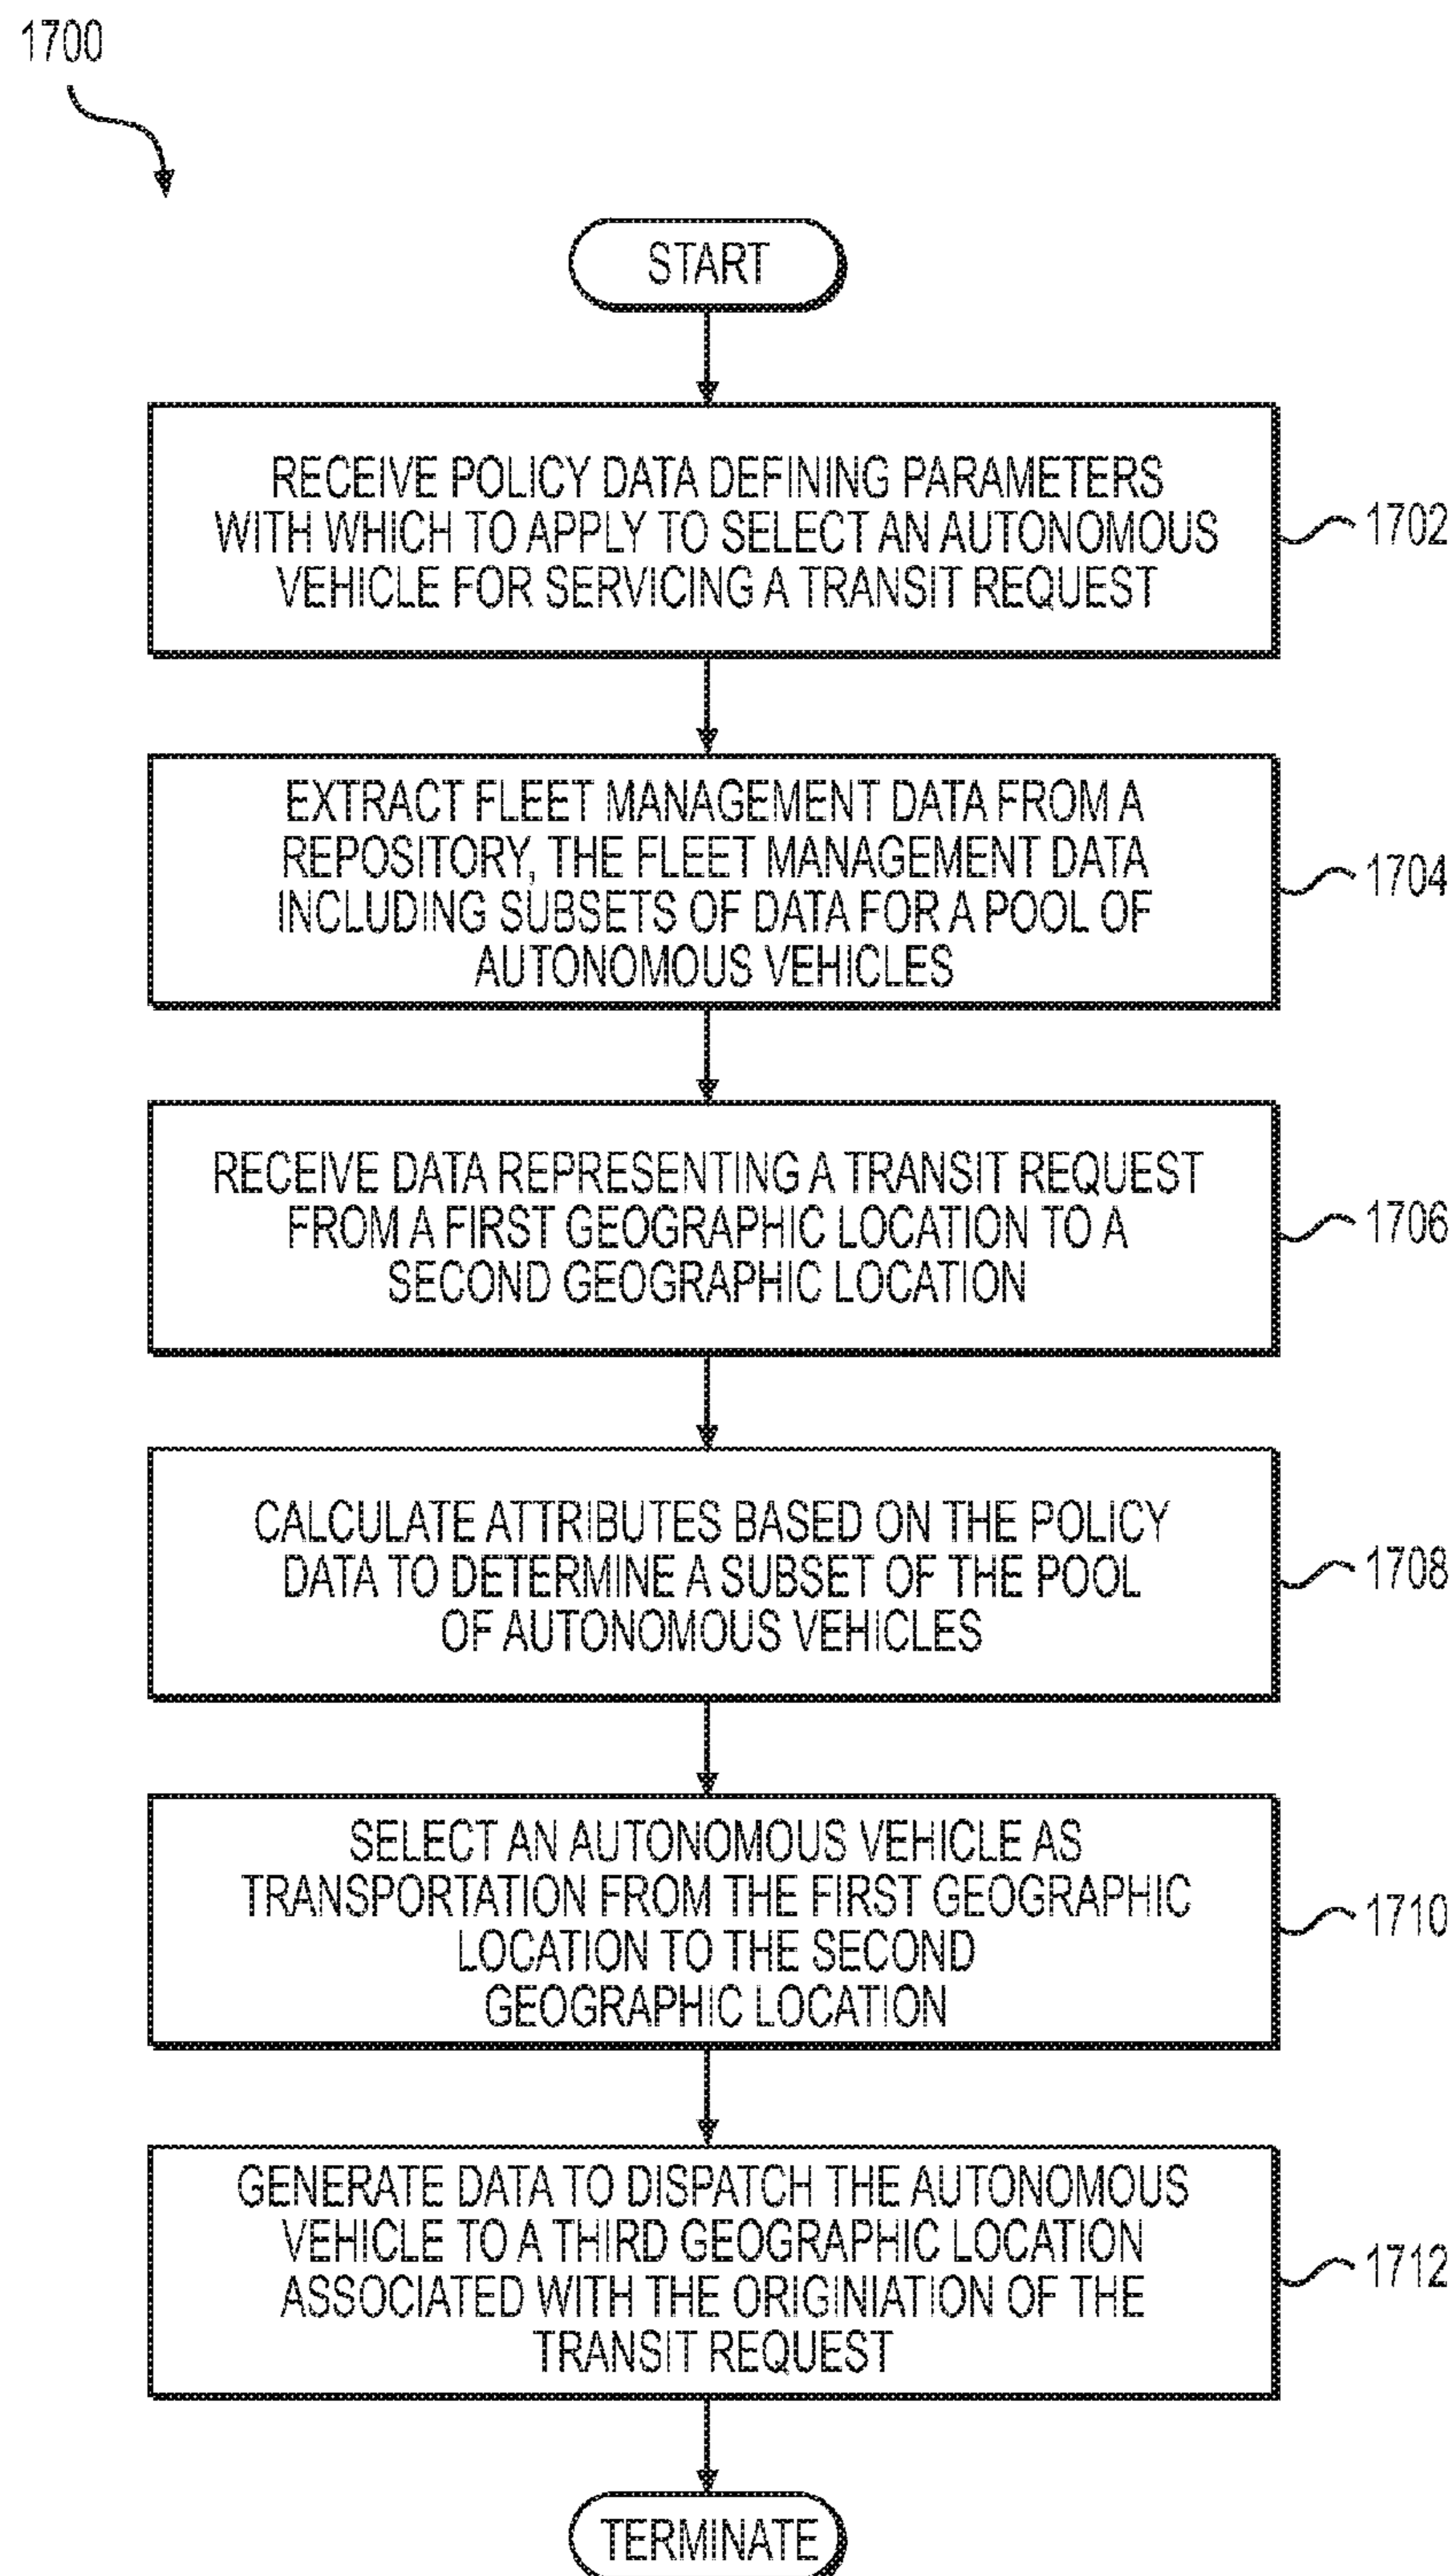 1700
START
RECEIVE POLICY DATA DEFINING PARAMETERS
WITH WHICH TO APPLY TO SELECT AN AUTONOMOUS
VEHICLE FOR SERVICING A TRANSIT REQUEST
1702
EXTRACT FLEET MANAGEMENT DATA FROM A
REPOSITORY, THE FLEET MANAGEMENT DATA
INCLUDING SUBSETS OF DATA FOR A POOL OF
AUTONOMOUS VEHICLES
1704
RECEIVE DATA REPRESENTING A TRANSIT REQUEST
FROM A FIRST GEOGRAPHIC LOCATION TO A
SECOND GEOGRAPHIC LOCATION
1706
CALCULATE ATTRIBUTES BASED ON THE POLICY
DATA TO DETERMINE A SUBSET OF THE POOL
OF AUTONOMOUS VEHICLES
1708
SELECT AN AUTONOMOUS VEHICLE AS
TRANSPORTATION FROM THE FIRST GEOGRAPHIC
LOCATION TO THE SECOND
GEOGRAPHIC LOCATION
1710
GENERATE DATA TO DISPATCH THE AUTONOMOUS
VEHICLE TO A THIRD GEOGRAPHIC LOCATION
ASSOCIATED WITH THE ORIGINIATION OF THE
TRANSIT REQUEST
1712
TERMINATE